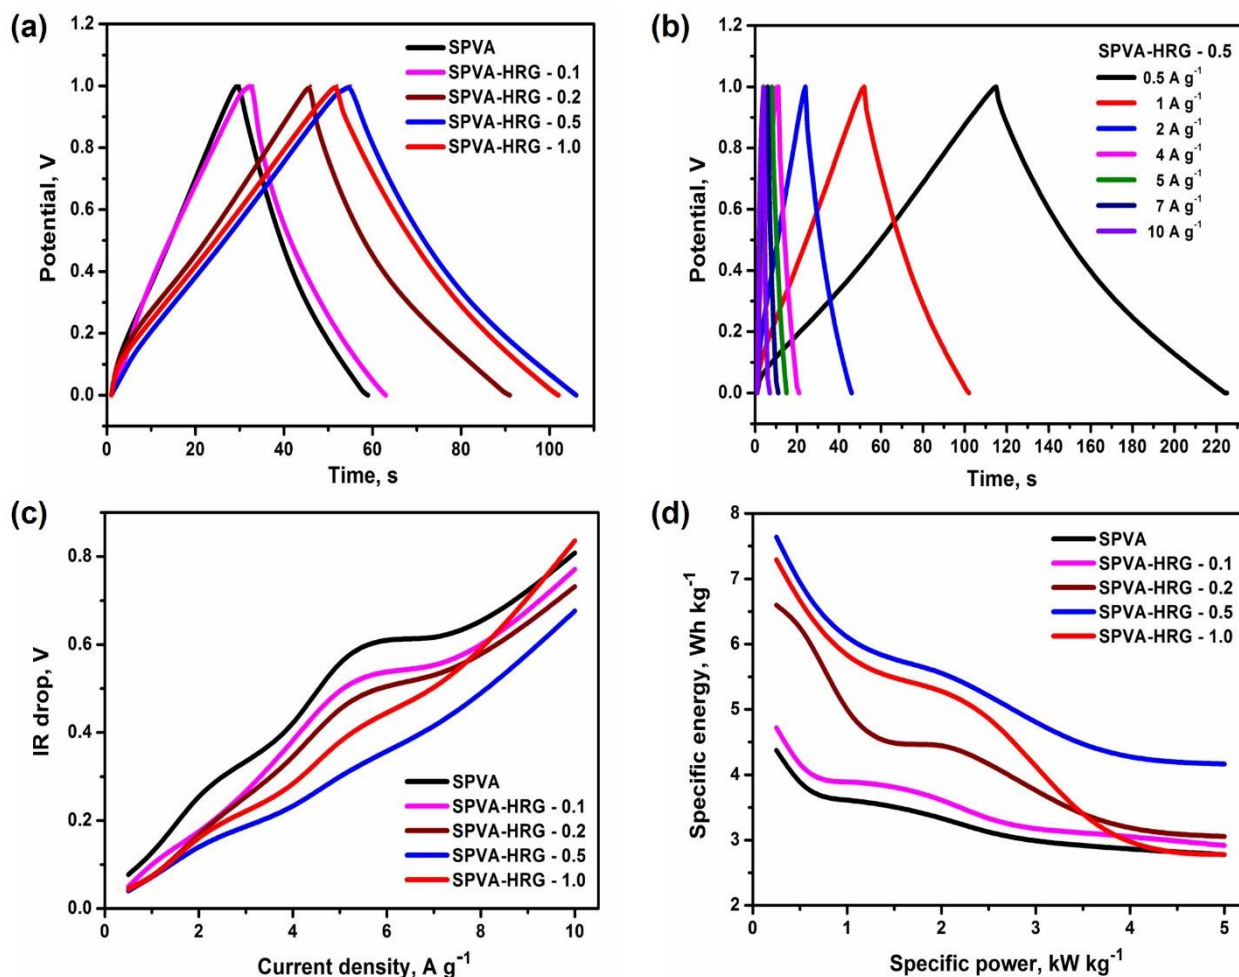 (a)
1.2
1.0
0.8
0.6
0.4
0.2
0.0
Potential, V
SPVA
SPVA-HRG - 0.1
SPVA-HRG - 0.2
SPVA-HRG - 0.5
SPVA-HRG - 1.0
0 20 40 60 80 100
Time, s
(b)
1.2
1.0
0.8
0.6
0.4
0.2
0.0
Potential, V
SPVA-HRG - 0.5
0.5 A g⁻¹
1 A g⁻¹
2 A g⁻¹
4 A g⁻¹
5 A g⁻¹
7 A g⁻¹
10 A g⁻¹
0 20 40 60 80 100 120 140 160 180 200 220
Time, s
(c)
0.8
0.6
0.4
0.2
0.0
IR drop, V
SPVA
SPVA-HRG - 0.1
SPVA-HRG - 0.2
SPVA-HRG - 0.5
SPVA-HRG - 1.0
2 4 6 8 10
Current density, A g⁻¹
(d)
8
7
6
5
4
3
2
Specific energy, Wh kg⁻¹
SPVA
SPVA-HRG - 0.1
SPVA-HRG - 0.2
SPVA-HRG - 0.5
SPVA-HRG - 1.0
0 1 2 3 4 5
Specific power, kW kg⁻¹